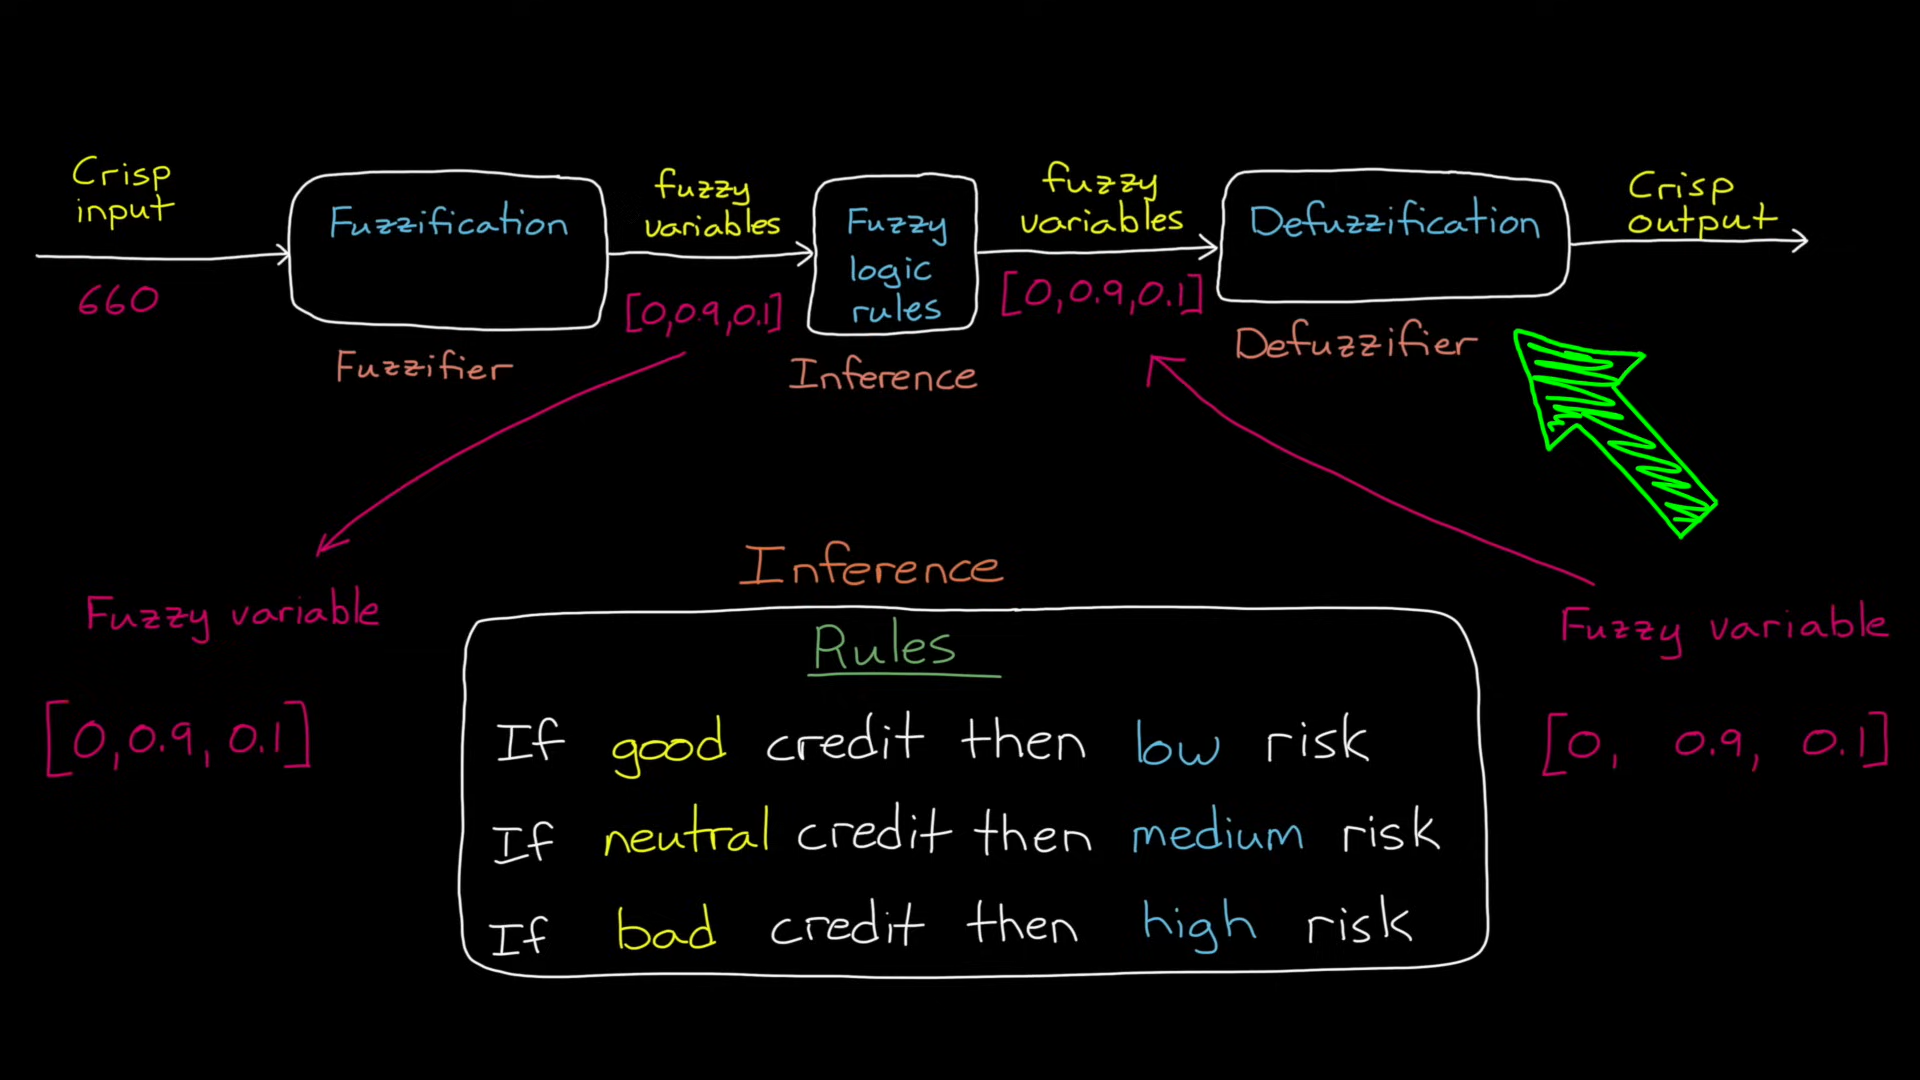 Crisp
input
660
Fuzzification
Fuzzifier
fuzzy
variables
[0,0.9,0.1]
Fuzzy
logic
rules
Inference
fuzzy
variables
[0,0.9,0.1]
Defuzzification
Defuzzifier
Crisp
output
Fuzzy variable
[0,0.9, 0.1]
Inference
Rules
If good credit then low risk
If neutral credit then medium risk
If bad credit then high risk
Fuzzy variable
[0, 0.9, 0.1]